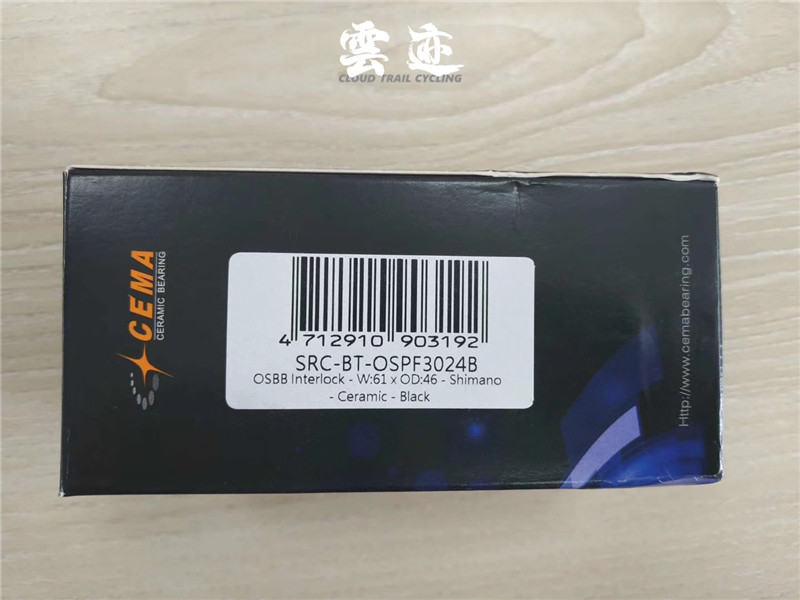 雲迹
CLOUD TRAIL CYCLING
CEMA
CERAMIC BEARING
4 712910 903192
SRC-BT-OSPF3024B
OSBB Interlock - W:61 x OD:46 - Shimano
- Ceramic - Black
Http://www.cemabearing.com